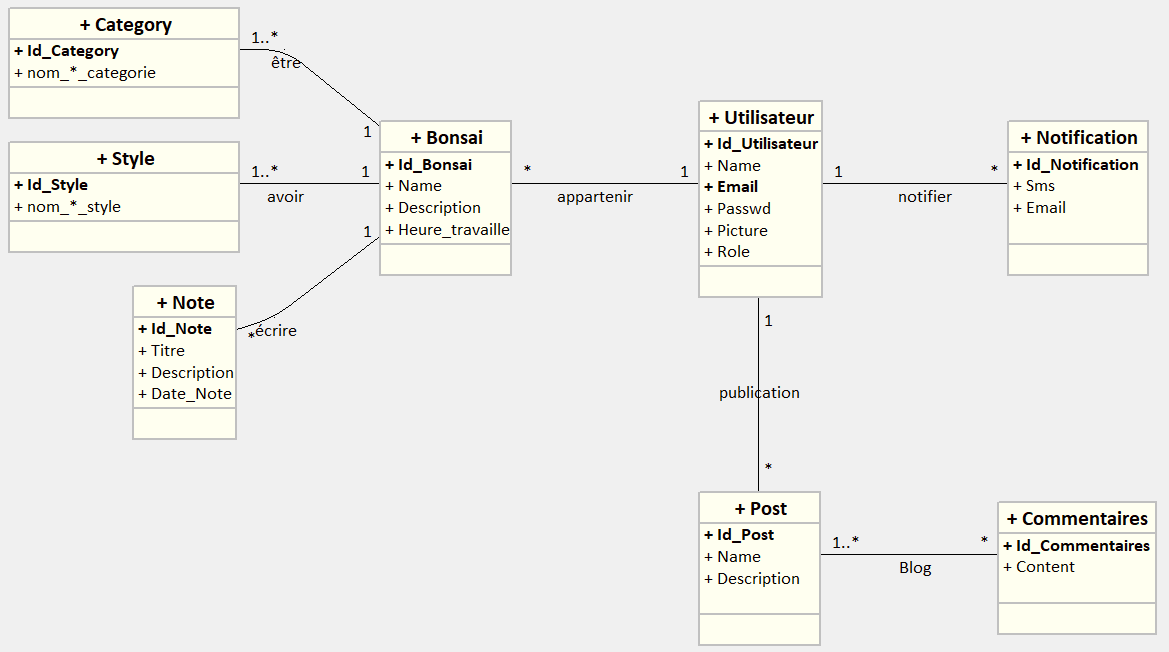 + Category
+ Id_Category
+ nom_*_categorie
1..*
être
1
+ Style
+ Id_Style
+ nom_*_style
1..*
avoir
1
+ Bonsai
+ Id_Bonsai
+ Name
+ Description
+ Heure_travaille
1
*
écrire
+ Note
+ Id_Note
+ Titre
+ Description
+ Date_Note
*
appartenir
1
+ Utilisateur
+ Id_Utilisateur
+ Name
+ Email
+ Passwd
+ Picture
+ Role
1
notifier
*
+ Notification
+ Id_Notification
+ Sms
+ Email
1
publication
*
+ Post
+ Id_Post
+ Name
+ Description
1..*
Blog
*
+ Commentaires
+ Id_Commentaires
+ Content